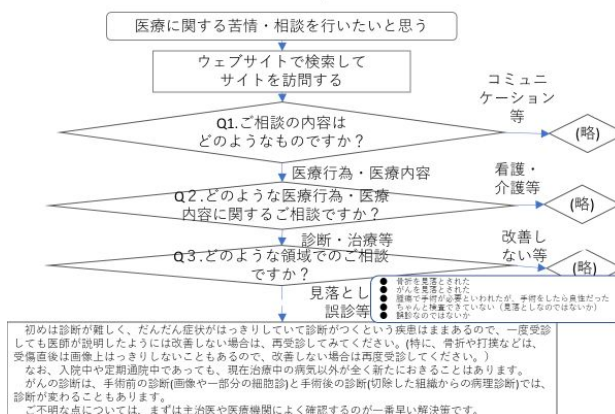 医療に関する苦情・相談を行いたいと思う
ウェブサイトで検索して
サイトを訪問する
Q1.ご相談の内容は
どのようなものですか？
コミュニ
ケーション
等
(略)
医療行為・医療内容
Q２.どのような医療行為・医療
内容に関するご相談ですか？
看護・
介護等
(略)
診断・治療等
Q３.どのような領域でのご相談
ですか？
改善し
ない等
(略)
見落とし
誤診等
● 骨折を見落とされた
● がんを見落とされた
● 腫瘍で手術が必要といわれたが、手術をしたら良性だった
● ちゃんと検査できていない（見落としなのではないか）
● 誤診なのではないか
初めは診断が難しく、だんだん症状がはっきりしていて診断がつくという疾患はままあるので、一度受診
しても医師が説明したようには改善しない場合は、再受診してみてください。(特に、骨折や打撲などは、
受傷直後は画像上はっきりしないこともあるので、改善しない場合は再度受診してください。）
なお、入院中や定期通院中であっても、現在治療中の病気以外が全く新たにおきることはあります。
がんの診断は、手術前の診断(画像や一部分の細胞診)と手術後の診断(切除した組織からの病理診断)では、
診断が変わることもあります。
ご不明な点については、まずは主治医や医療機関によく確認するのが一番早い解決策です。